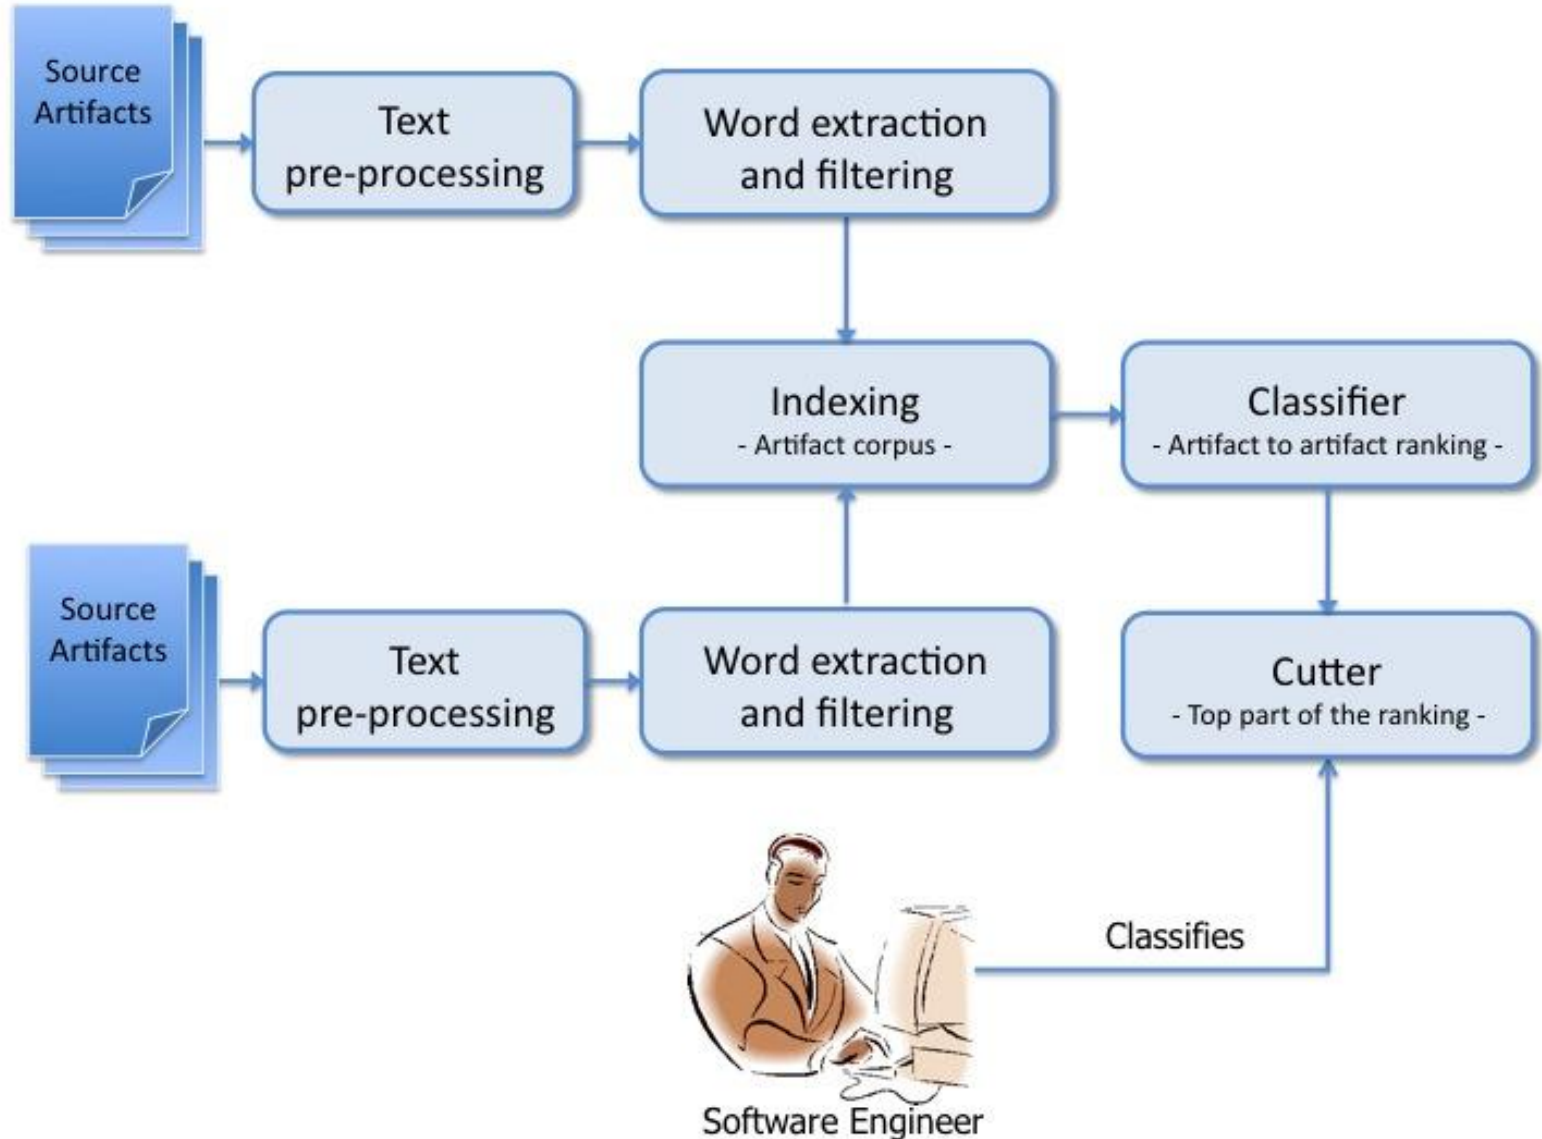 Source
Artifacts
Text
pre-processing
Word extraction
and filtering
Indexing
- Artifact corpus -
Classifier
- Artifact to artifact ranking -
Source
Artifacts
Text
pre-processing
Word extraction
and filtering
Cutter
- Top part of the ranking -
Classifies
Software Engineer